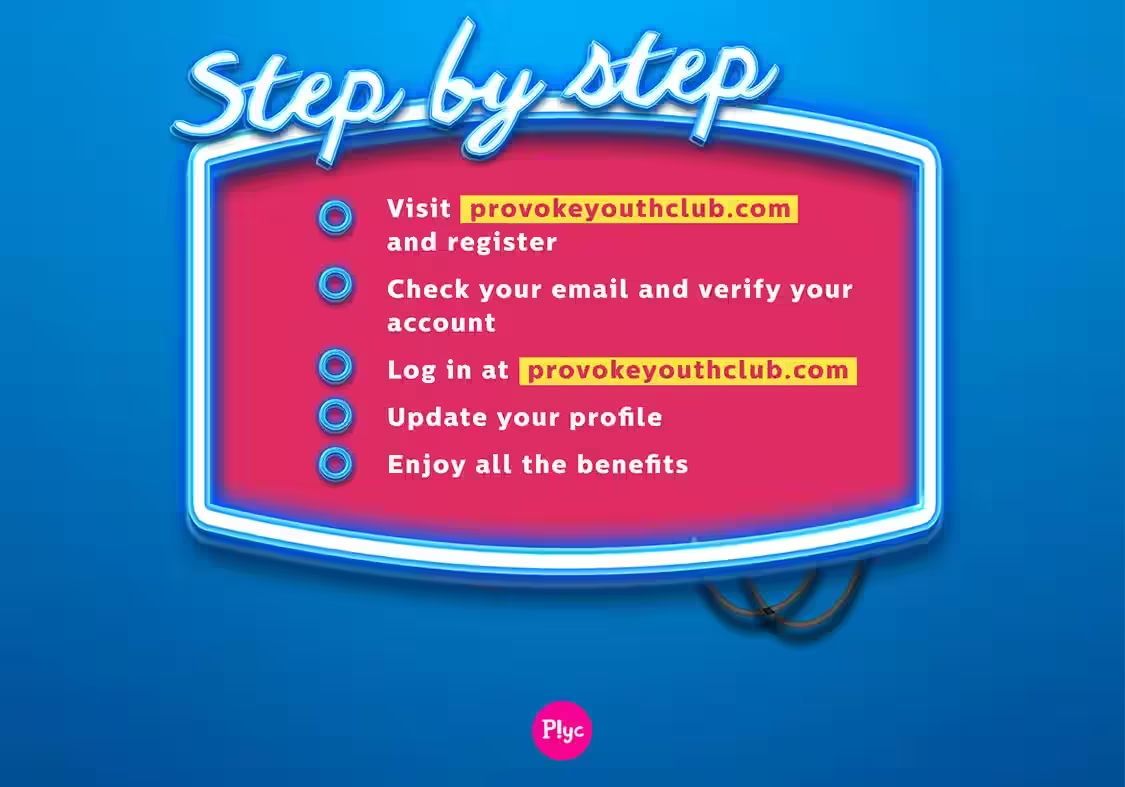 Step by step
Visit provokeyouthclub.com
and register
Check your email and verify your
account
Log in at provokeyouthclub.com
Update your profile
Enjoy all the benefits
P!yc